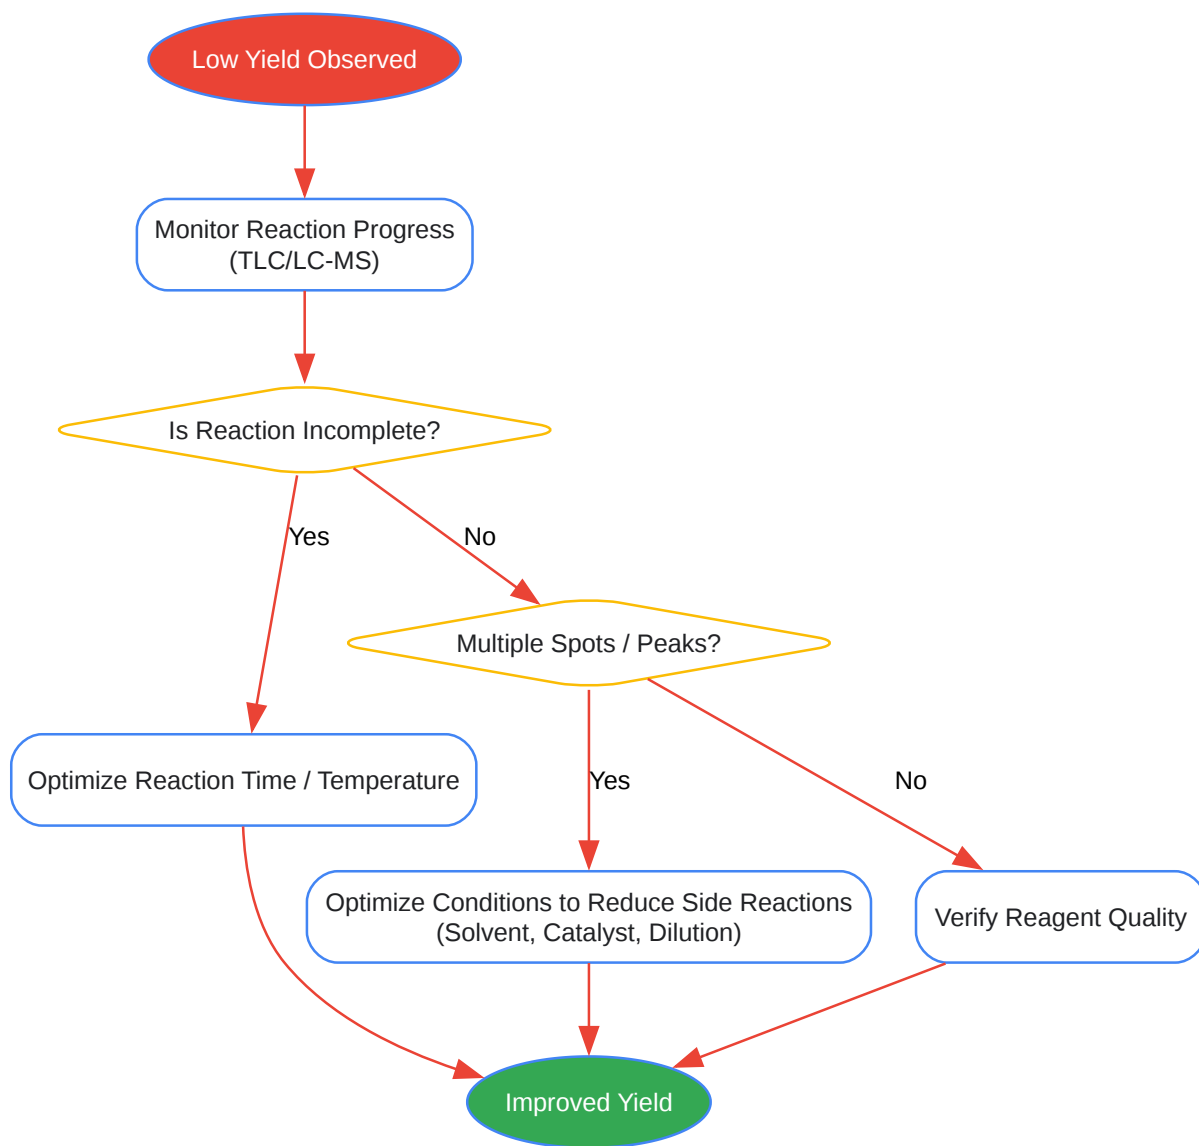 Low Yield Observed
Monitor Reaction Progress
(TLC/LC-MS)
Is Reaction Incomplete?
Yes
No
Multiple Spots / Peaks?
Optimize Reaction Time / Temperature
Yes
No
Optimize Conditions to Reduce Side Reactions
(Solvent, Catalyst, Dilution)
Verify Reagent Quality
Improved Yield